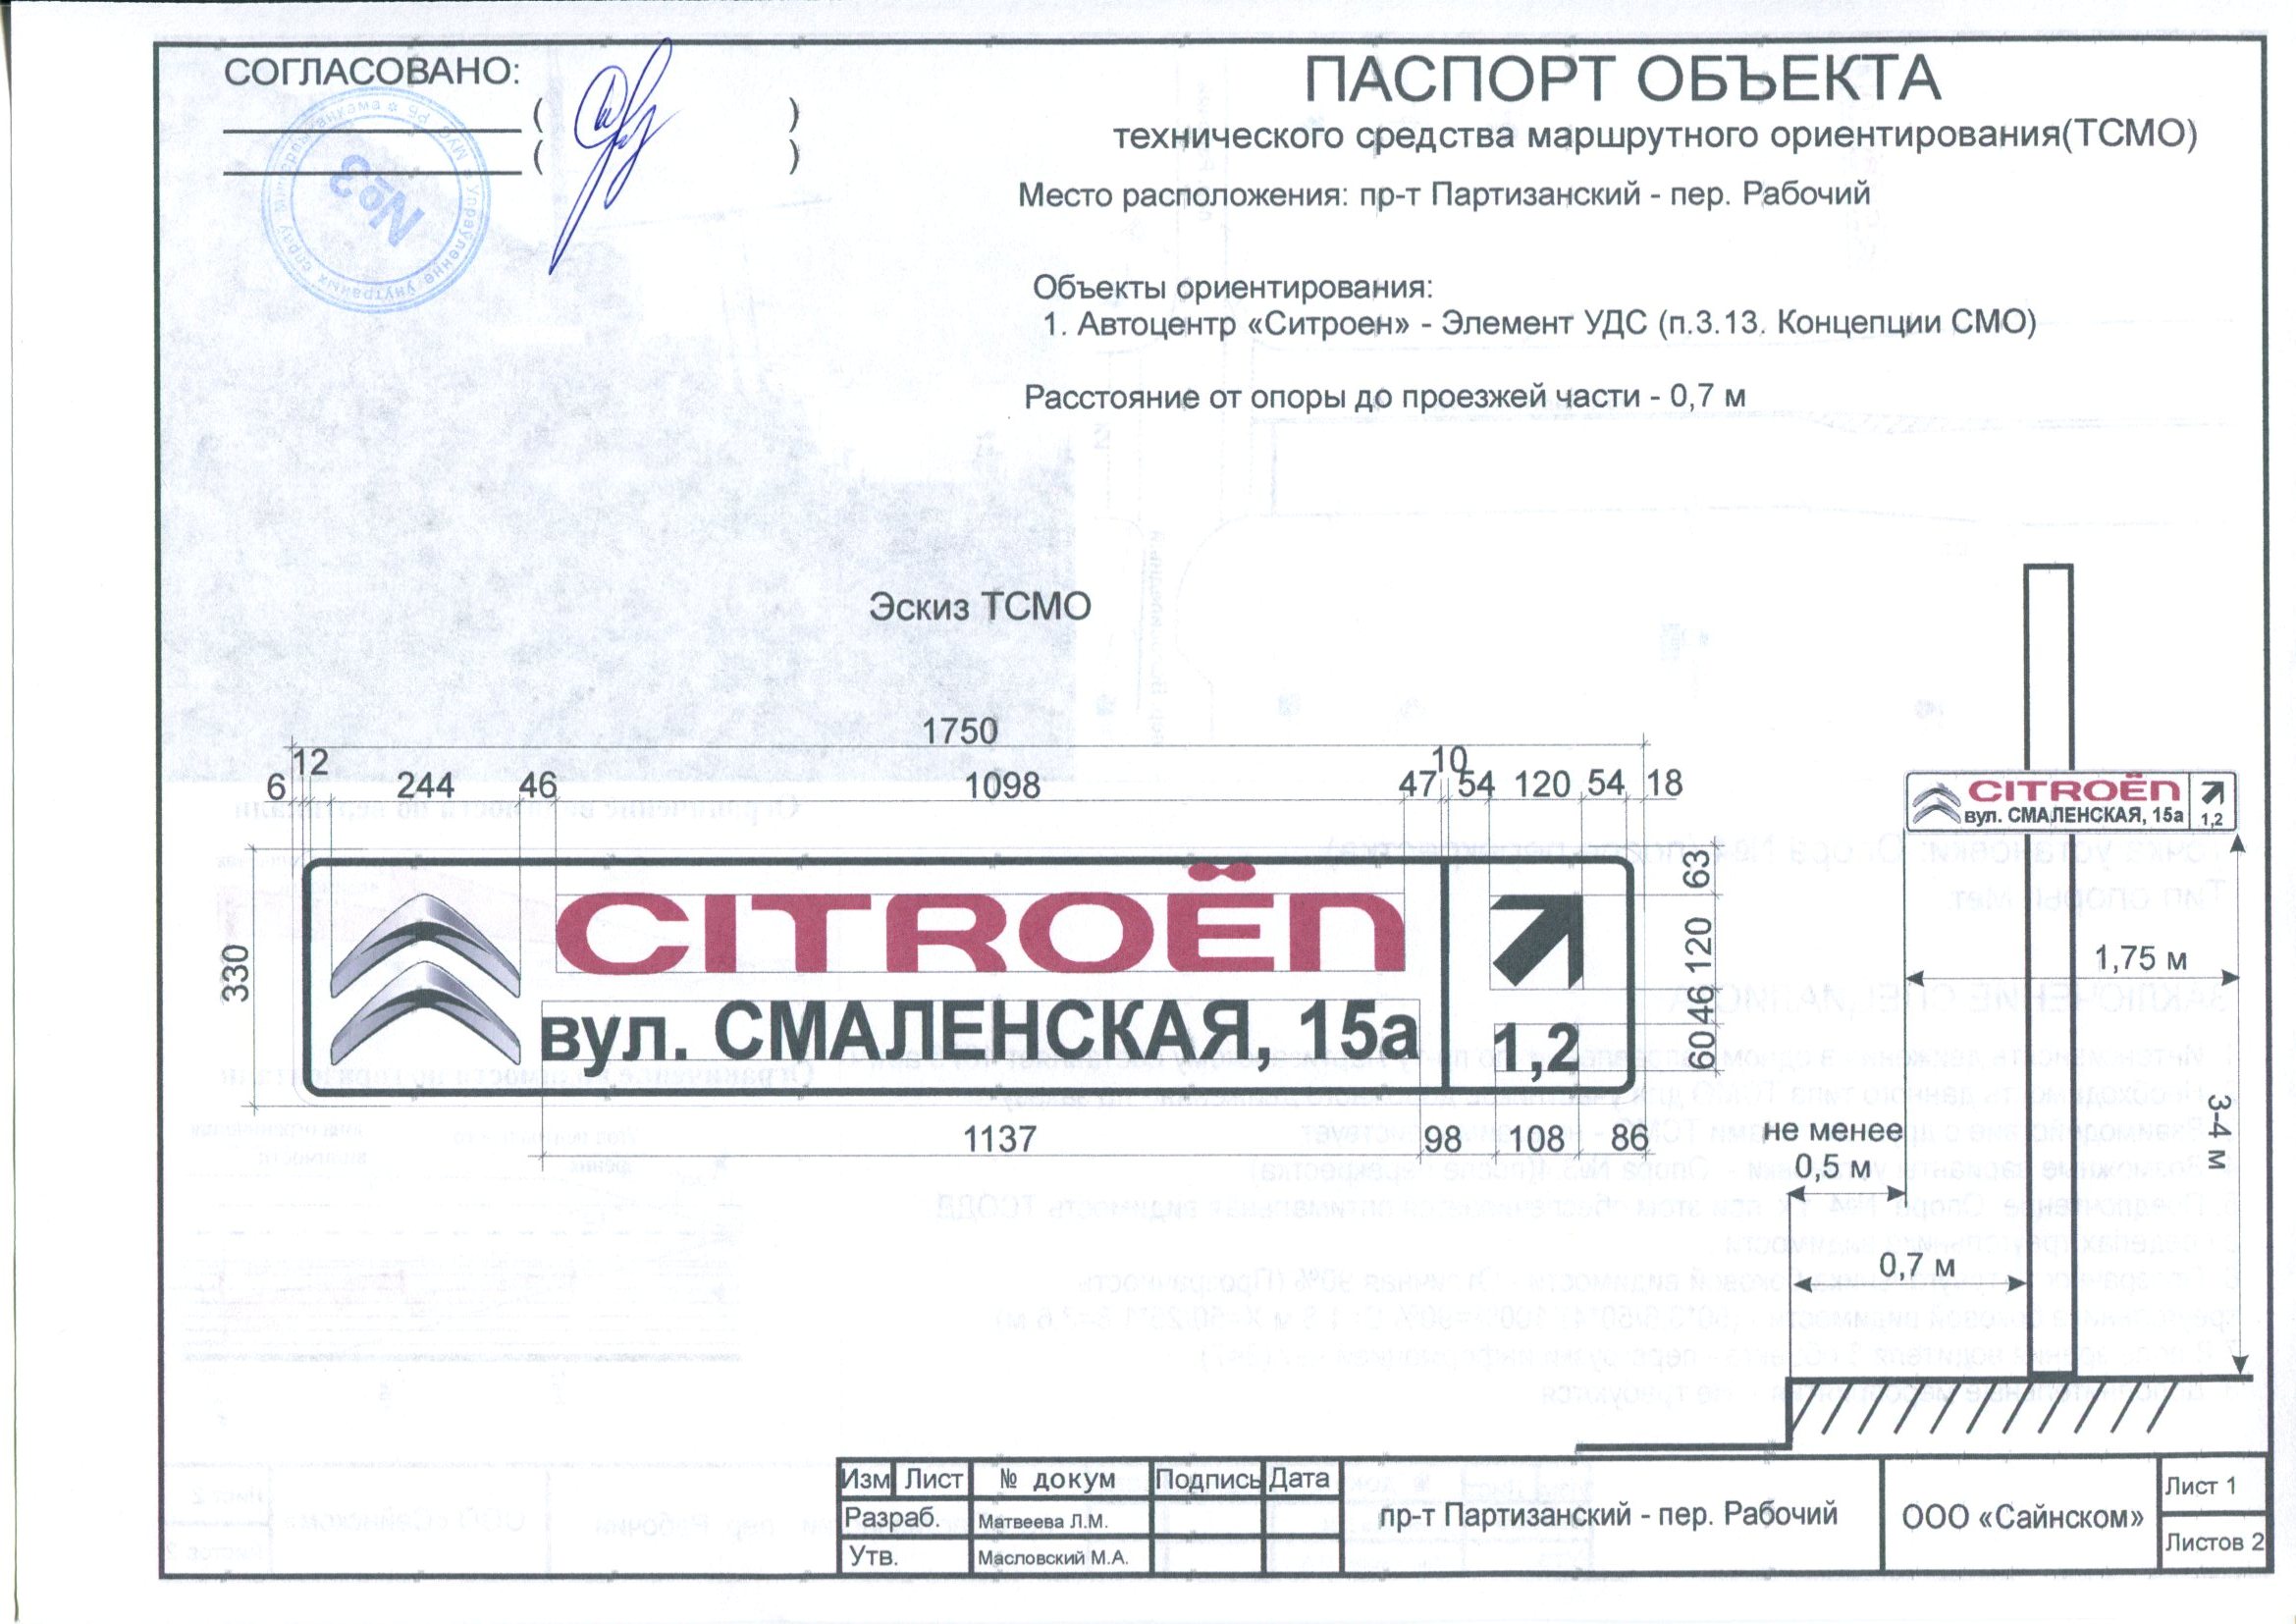 СОГЛАСОВАНО:
( )
( )
№3
ПАСПОРТ ОБЪЕКТА
технического средства маршрутного ориентирования(ТСМО)
Место расположения: пр-т Партизанский - пер. Рабочий
Объекты ориентирования:
1. Автоцентр «Ситроен» - Элемент УДС (п.3.13. Концепции СМО)
Расстояние от опоры до проезжей части - 0,7 м
Эскиз ТСМО
1750
6 12 244 46 1098 47 10 54 120 54 18
330
CITROËN
вул. СМАЛЕНСКАЯ, 15а
1,2
63
120
46
60
1137 98 108 86
CITROËN
вул. СМАЛЕНСКАЯ, 15а
1,2
1,75 м
3-4 м
не менее
0,5 м
0,7 м
Изм Лист № докум Подпись Дата
Разраб. Матвеева Л.М.
Утв. Масловский М.А.
пр-т Партизанский - пер. Рабочий
ООО «Сайнском»
Лист 1
Листов 2